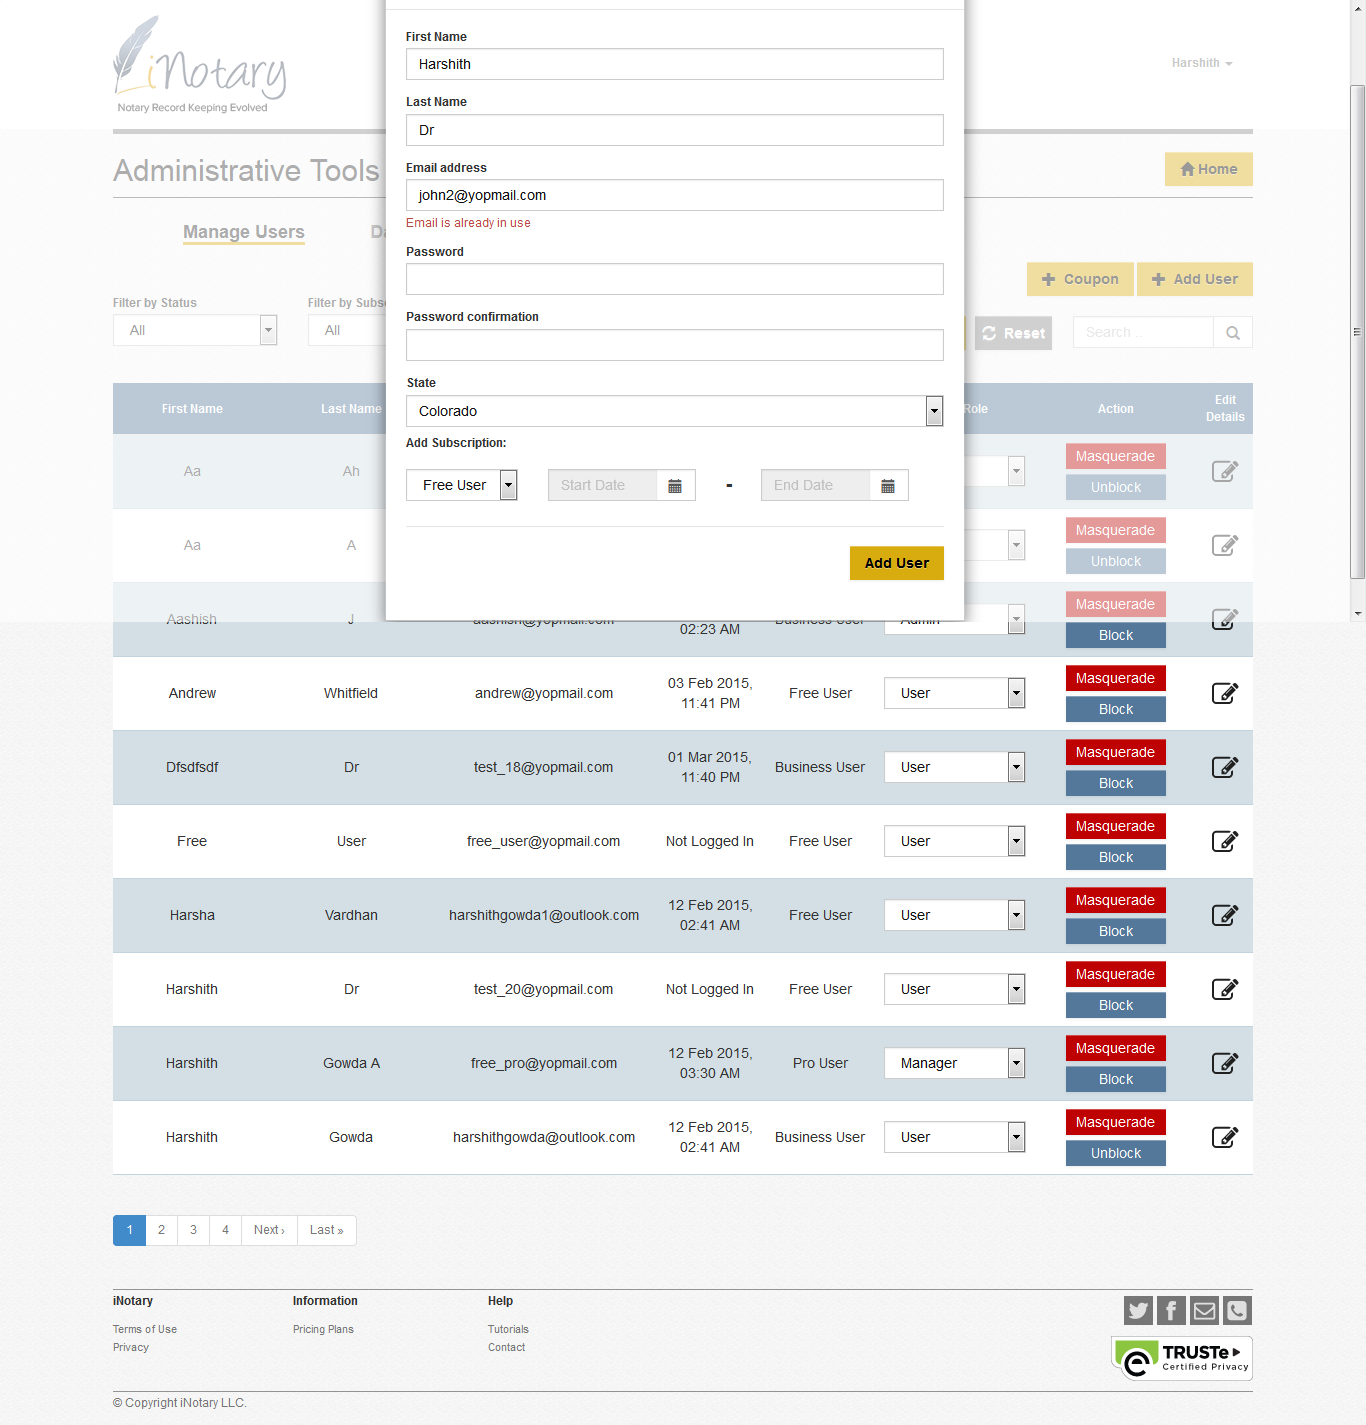 iNotary
Notary Record Keeping Evolved
Harshith
Administrative Tools
Home
Manage Users
Coupon
Add User
Filter by Status
All
All
Reset
Search ...
First Name
Harshith
Last Name
Dr
Email address
john2@yopmail.com
Email is already in use
Password
Password confirmation
State
Colorado
Add Subscription:
Free User
Start Date
-
End Date
Add User
First Name Last Name Role Action Edit Details
Aa Ah Masquerade
Unblock
Aa A Masquerade
Unblock
Aashish J aashish@yopmail.com 02:23 AM Business User Admin Masquerade
Block
Andrew Whitfield andrew@yopmail.com 03 Feb 2015, 11:41 PM Free User User Masquerade
Block
Dfsdfsdf Dr test_18@yopmail.com 01 Mar 2015, 11:40 PM Business User User Masquerade
Block
Free User free_user@yopmail.com Not Logged In Free User User Masquerade
Block
Harsha Vardhan harshithgowda1@outlook.com 12 Feb 2015, 02:41 AM Free User User Masquerade
Block
Harshith Dr test_20@yopmail.com Not Logged In Free User User Masquerade
Block
Harshith Gowda A free_pro@yopmail.com 12 Feb 2015, 03:30 AM Pro User Manager Masquerade
Block
Harshith Gowda harshithgowda@outlook.com 12 Feb 2015, 02:41 AM Business User User Masquerade
Unblock
1 2 3 4 Next › Last »
iNotary Information Help
Terms of Use Pricing Plans Tutorials
Privacy Contact
TRUSTe
Certified Privacy
© Copyright iNotary LLC.